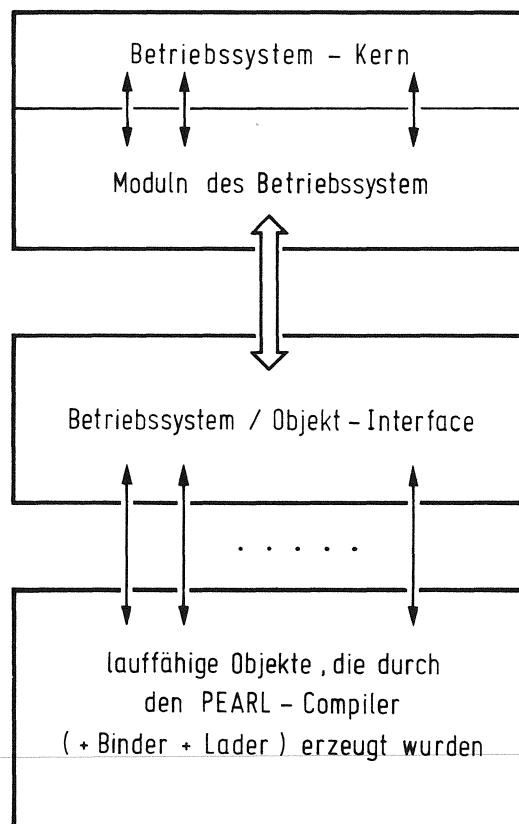 Betriebssystem - Kern
Moduln des Betriebssystem
Betriebssystem / Objekt - Interface
. . . . .
lauffähige Objekte , die durch
den PEARL - Compiler
( + Binder + Lader ) erzeugt wurden